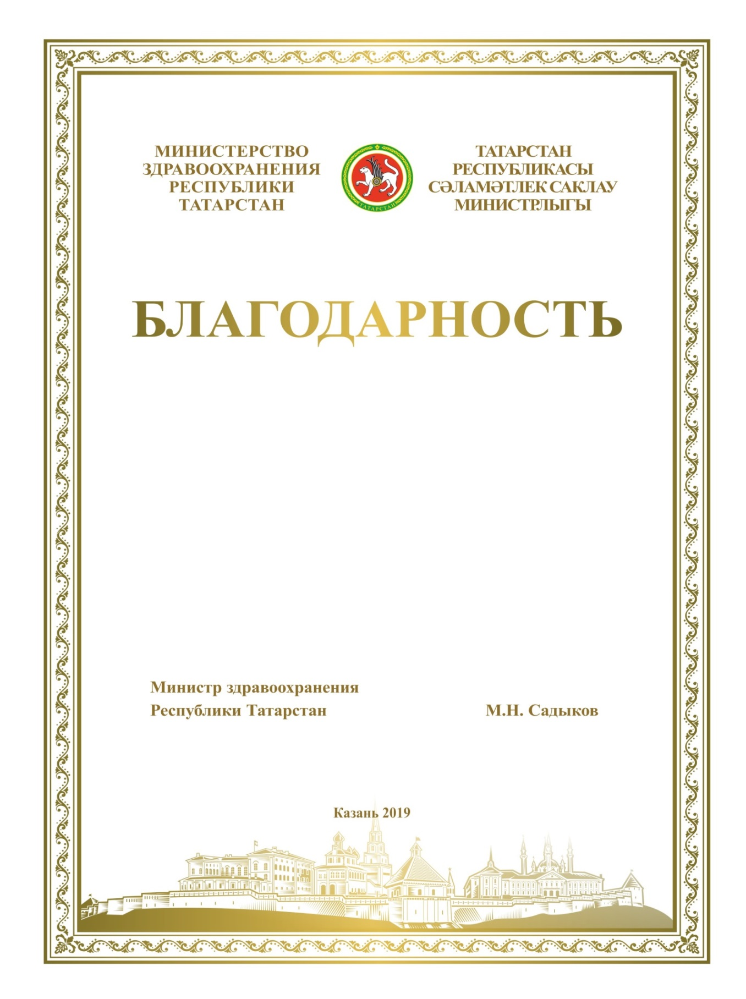 МИНИСТЕРСТВО
ЗДРАВООХРАНЕНИЯ
РЕСПУБЛИКИ
ТАТАРСТАН
ТАТАРСТАН
ТАТАРСТАН
РЕСПУБЛИКАСЫ
СӘЛАМӘТЛЕК САКЛАУ
МИНИСТРЛЫГЫ
БЛАГОДАРНОСТЬ
Министр здравоохранения
Республики Татарстан М.Н. Садыков
Казань 2019